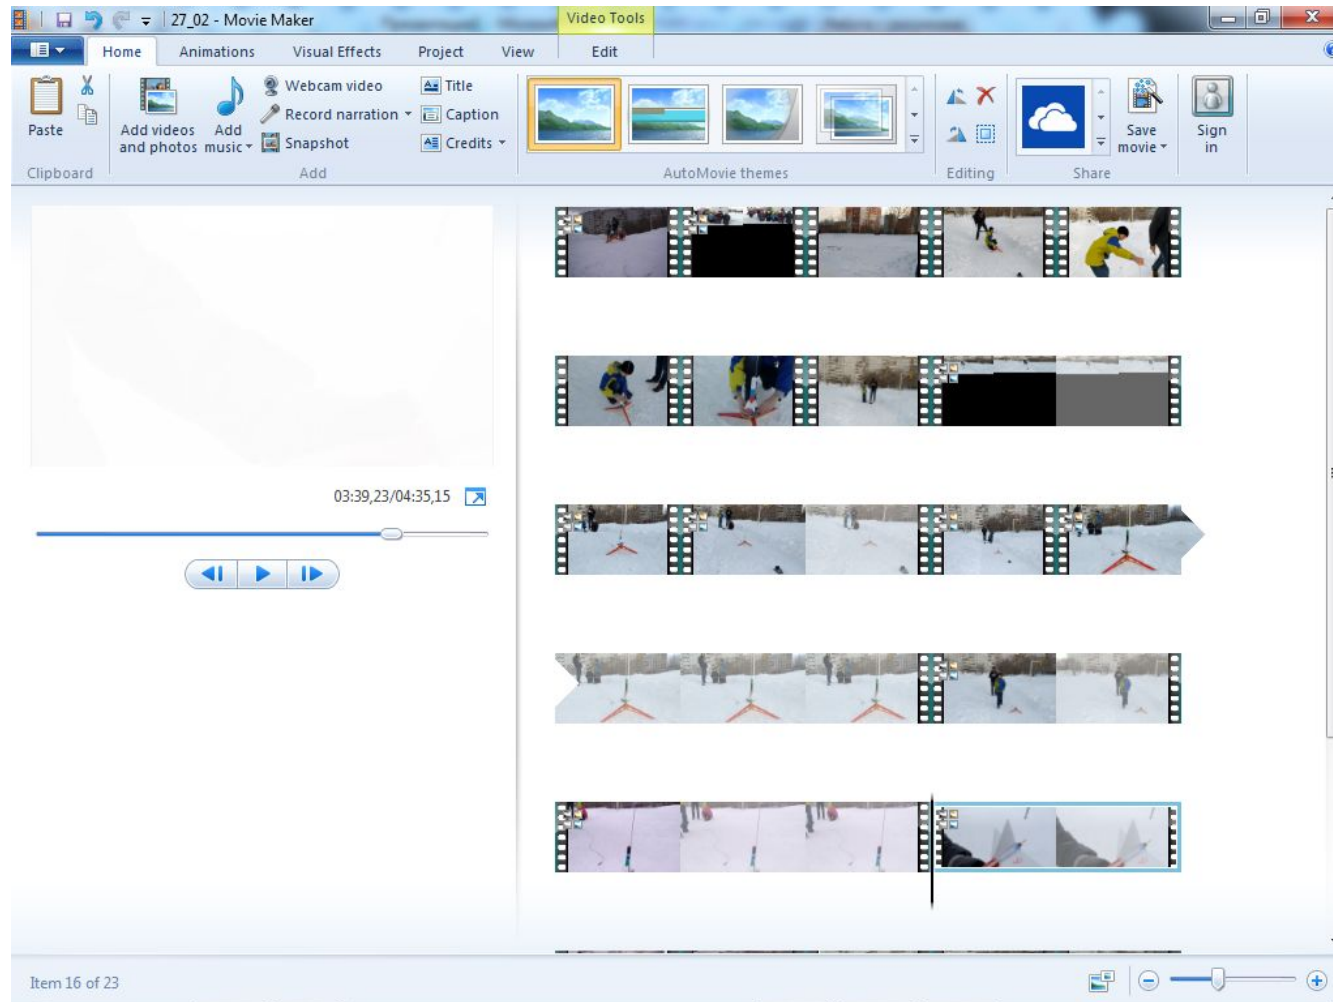 27_02 - Movie Maker
Video Tools
Home
Animations
Visual Effects
Project
View
Edit
Paste
Clipboard
Add videos
and photos
Add
music
Webcam video
Record narration
Snapshot
Title
Caption
Credits
Add
AutoMovie themes
Editing
Share
Save
movie
Sign
in
03:39,23/04:35,15
Item 16 of 23